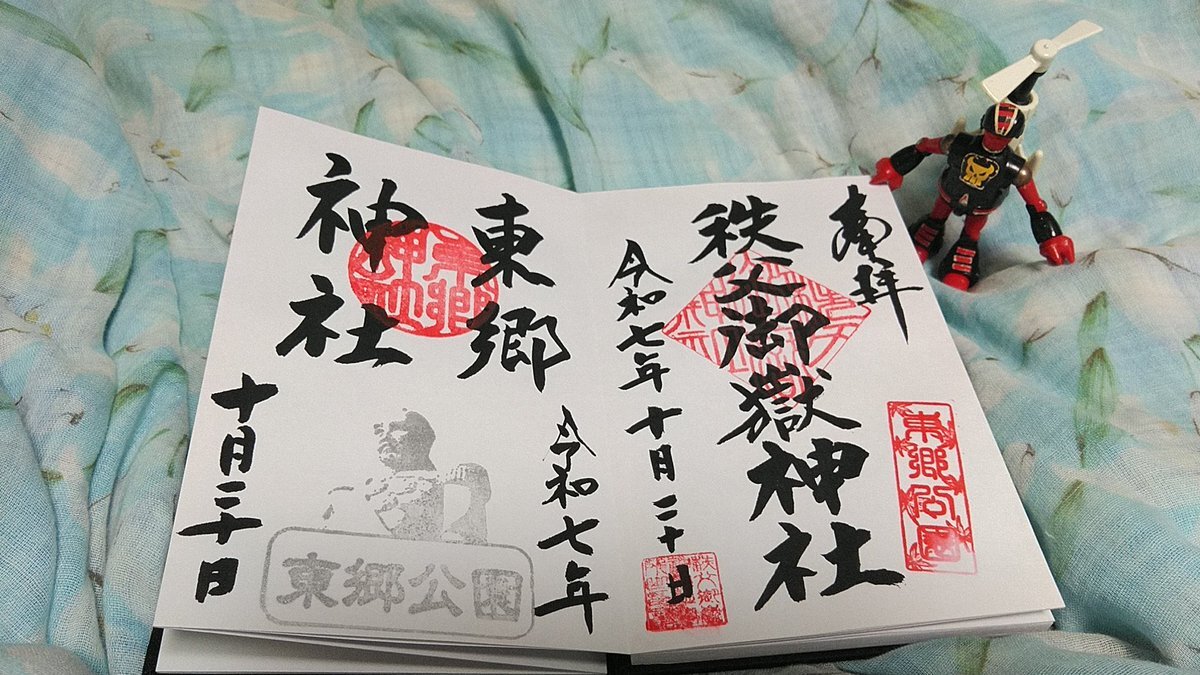 奉拝
秩父御嶽神社
令和七年十月二十日
東郷公園
東郷
神社
令和七年
十月二十日
東郷公園